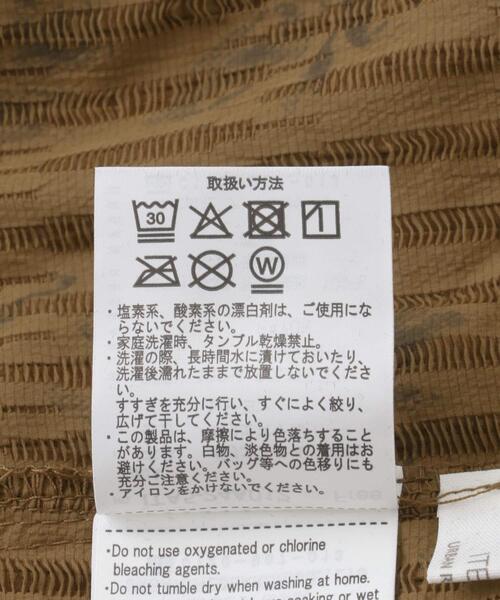 取扱い方法
30
W
・塩素系、酸素系の漂白剤は、ご使用にな
らないでください。
・家庭洗濯時、タンブル乾燥禁止。
・洗濯の際、長時間水に漬けておいたり、
洗濯後濡れたままで放置しないでください。
すすぎを充分に行い、すぐによく絞り、
広げて干してください。
・この製品は、摩擦により色落ちすること
があります。白物、淡色物との着用はお
避けください。バッグ等への色移りにも
充分ご注意ください。
・アイロンをかけないでください。
•Do not use oxygenated or chlorine
bleaching agents.
•Do not tumble dry when washing at home.
soaking or wet
ITE
URBAN R